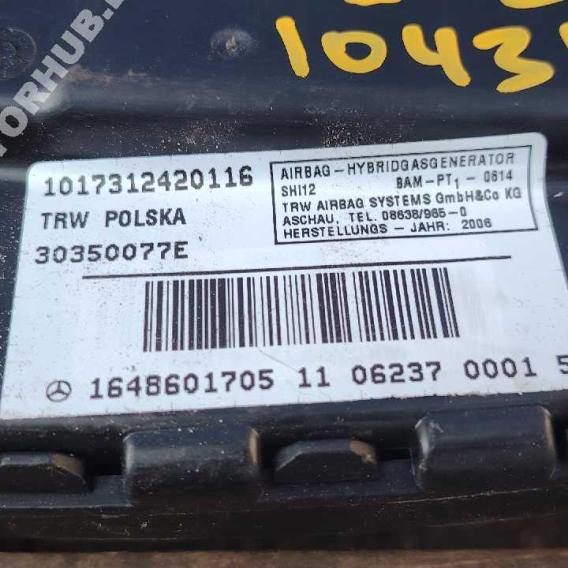 1043
1017312420116
TRW POLSKA
30350077E
AIRBAG-HYBRIDGASGENERATOR
SHI12 BAM-PT1-0614
TRW AIRBAG SYSTEMS GmbH&Co KG
ASCHAU, TEL. 08638/965-0
HERSTELLUNGS - JAHR: 2006
1648601705 11 06237 0001 5